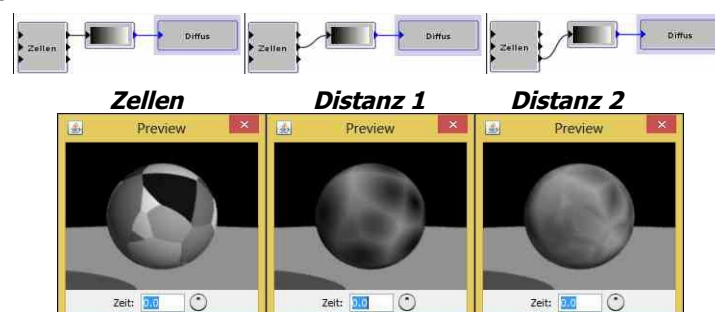 Zellen Diffus Zellen Diffus Zellen Diffus
Zellen Distanz 1 Distanz 2
Preview Preview Preview
Zeit: 0.0 Zeit: 0.0 Zeit: 0.0